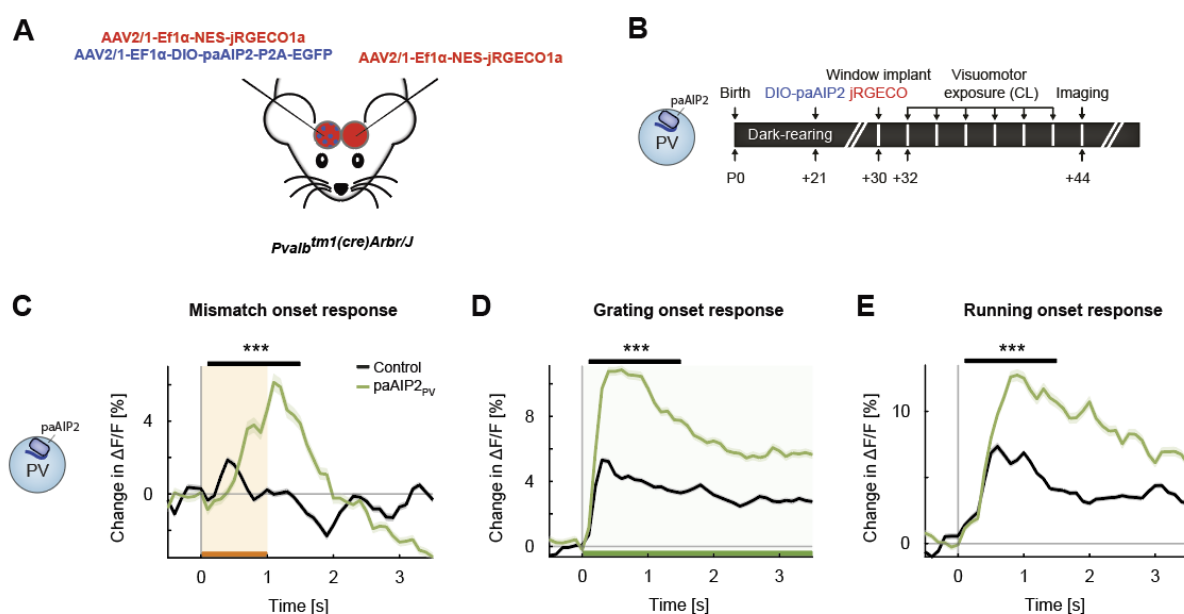 A
AAV2/1-Ef1α-NES-jRGECO1a
AAV2/1-EF1α-DIO-paAIP2-P2A-EGFP
AAV2/1-Ef1α-NES-jRGECO1a
Pvalb^tm1(cre)Arbr/J
B
paAIP2
PV
Window implant
Visuomotor
Birth
DIO-paAIP2
jRGECO
exposure (CL)
Imaging
Dark-rearing
P0
+21
+30
+32
+44
C
Mismatch onset response
***
Control
paAIP2PV
paAIP2
PV
Change in ΔF/F [%]
4
0
0
1
2
3
Time [s]
D
Grating onset response
***
Change in ΔF/F [%]
8
4
0
0
1
2
3
Time [s]
E
Running onset response
***
Change in ΔF/F [%]
10
0
0
1
2
3
Time [s]